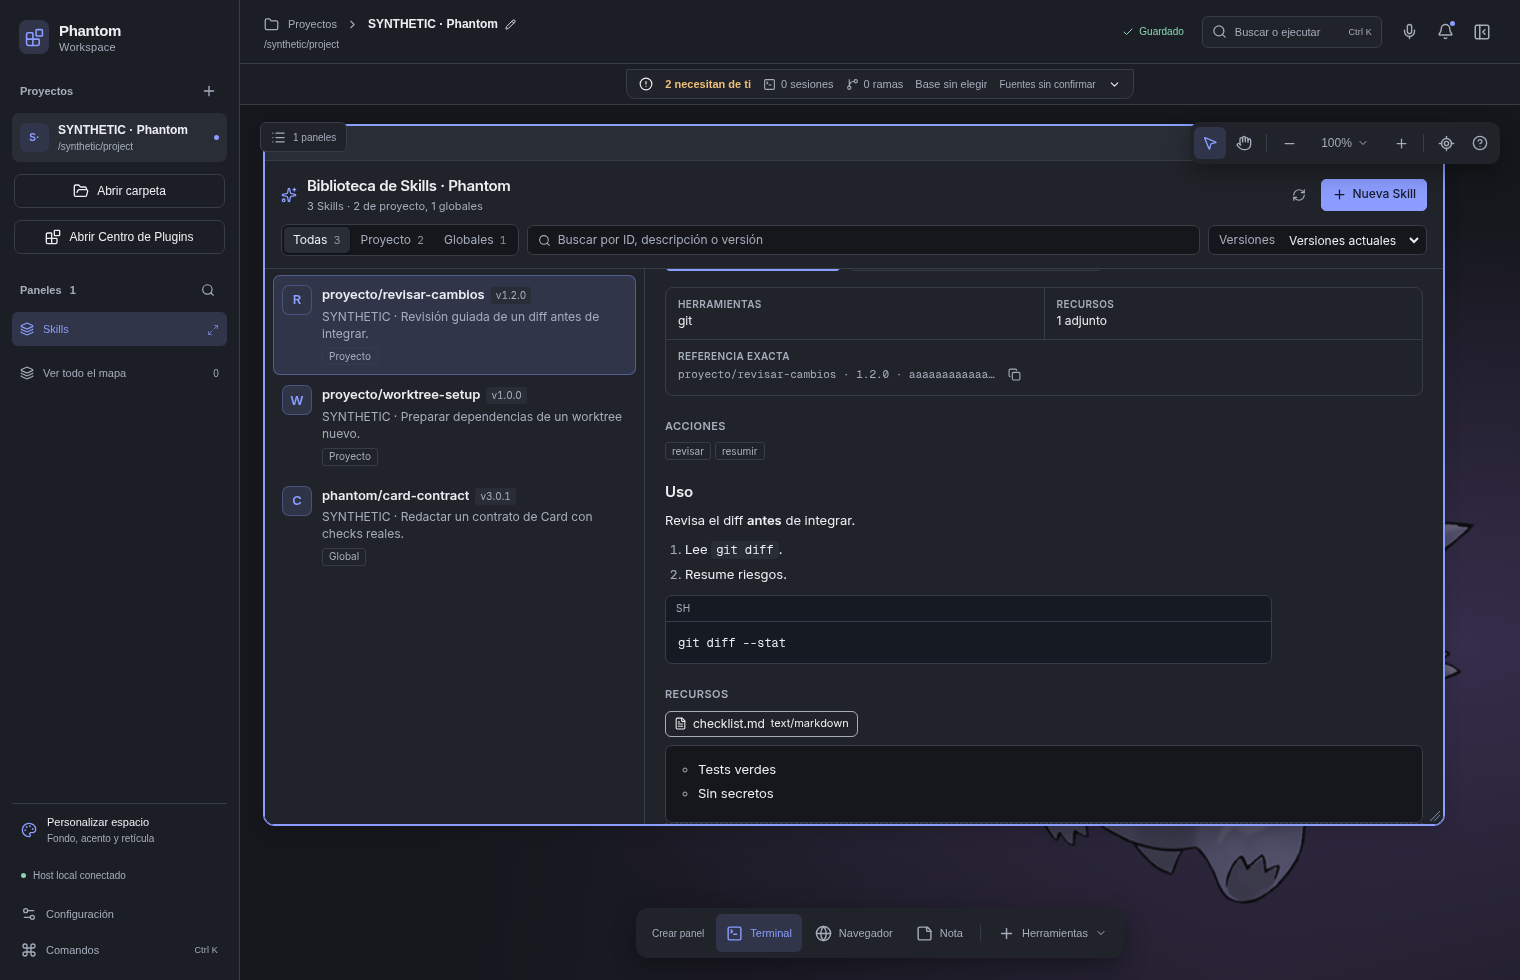 Phantom
Workspace
Proyectos
S·
SYNTHETIC · Phantom
/synthetic/project
Abrir carpeta
Abrir Centro de Plugins
Paneles 1
Skills
Ver todo el mapa 0
Personalizar espacio
Fondo, acento y retícula
Host local conectado
Configuración
Comandos Ctrl K
Proyectos SYNTHETIC · Phantom
/synthetic/project
Guardado
Buscar o ejecutar Ctrl K
2 necesitan de ti 0 sesiones 0 ramas Base sin elegir Fuentes sin confirmar
1 paneles
100%
Biblioteca de Skills · Phantom
3 Skills · 2 de proyecto, 1 globales
Nueva Skill
Todas 3 Proyecto 2 Globales 1
Buscar por ID, descripción o versión
Versiones Versiones actuales
R
proyecto/revisar-cambios v1.2.0
SYNTHETIC · Revisión guiada de un diff antes de
integrar.
Proyecto
W
proyecto/worktree-setup v1.0.0
SYNTHETIC · Preparar dependencias de un worktree
nuevo.
Proyecto
C
phantom/card-contract v3.0.1
SYNTHETIC · Redactar un contrato de Card con
checks reales.
Global
HERRAMIENTAS
git
RECURSOS
1 adjunto
REFERENCIA EXACTA
proyecto/revisar-cambios · 1.2.0 · aaaaaaaaaaaa…
ACCIONES
revisar resumir
Uso
Revisa el diff antes de integrar.
1. Lee git diff.
2. Resume riesgos.
SH
git diff --stat
RECURSOS
checklist.md text/markdown
Tests verdes
Sin secretos
Crear panel Terminal Navegador Nota Herramientas